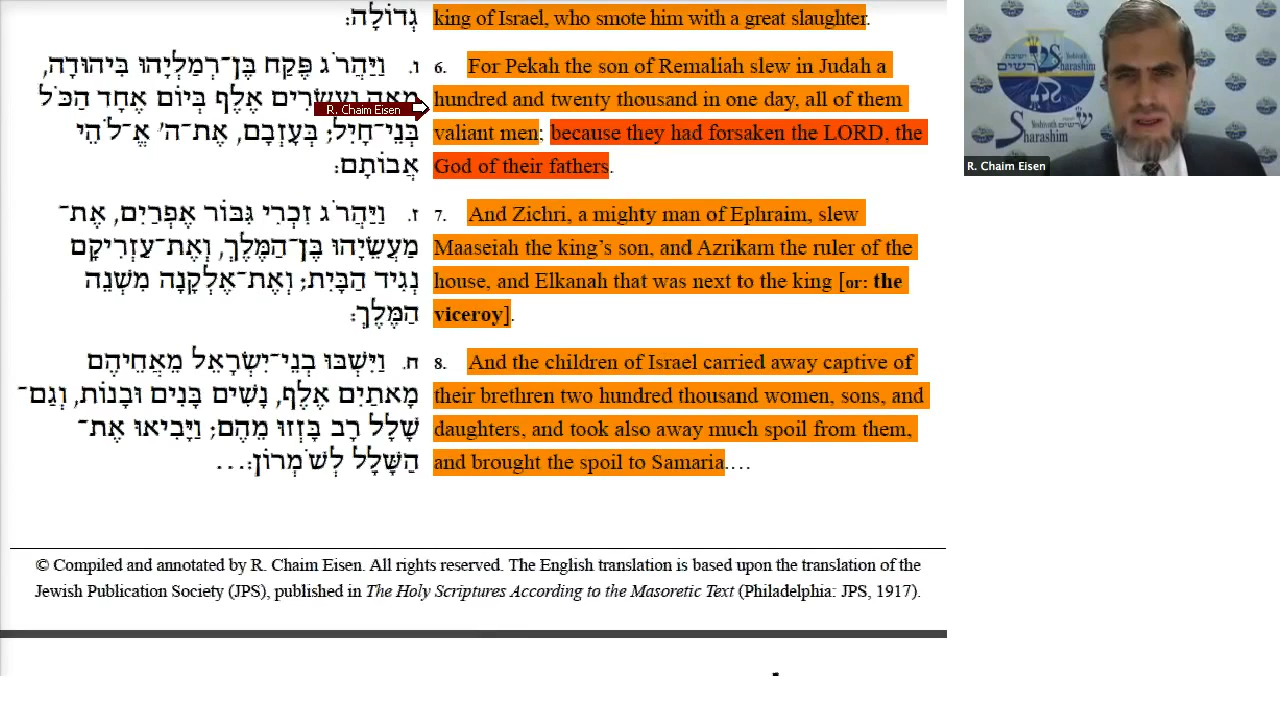 גְדוֹלָה׃
king of Israel, who smote him with a great slaughter.
ו. וַיַּהֲרֹג פֶּקַח בֶּן־רְמַלְיָהוּ בִּיהוּדָה,
מֵאָה וְעֶשְׂרִים אֶלֶף בְּיוֹם אֶחָד הַכֹּל
בְּנֵי־חָיִל; בְּעָזְבָם, אֶת־ה' אֱ־לֹהֵי
אֲבוֹתָם׃
6. For Pekah the son of Remaliah slew in Judah a
hundred and twenty thousand in one day, all of them
valiant men; because they had forsaken the LORD, the
God of their fathers.
R. Chaim Eisen
ז. וַיַּהֲרֹג זִכְרִי גִּבּוֹר אֶפְרַיִם, אֶת־
מַעֲשֵׂיָהוּ בֶּן־הַמֶּלֶךְ, וְאֶת־עַזְרִיקָם
נְגִיד הַבָּיִת; וְאֶת־אֶלְקָנָה מִשְׁנֵה
הַמֶּלֶךְ׃
7. And Zichri, a mighty man of Ephraim, slew
Maaseiah the king's son, and Azrikam the ruler of the
house, and Elkanah that was next to the king [or: the
viceroy].
ח. וַיִּשְׁבּוּ בְנֵי־יִשְׂרָאֵל מֵאֲחֵיהֶם
מָאתַיִם אֶלֶף, נָשִׁים בָּנִים וּבָנוֹת, וְגַם־
שָׁלָל רָב בָּזְזוּ מֵהֶם; וַיָּבִיאוּ אֶת־
הַשָּׁלָל לְשֹׁמְרוֹן׃...
8. And the children of Israel carried away captive of
their brethren two hundred thousand women, sons, and
daughters, and took also away much spoil from them,
and brought the spoil to Samaria....
© Compiled and annotated by R. Chaim Eisen. All rights reserved. The English translation is based upon the translation of the
Jewish Publication Society (JPS), published in The Holy Scriptures According to the Masoretic Text (Philadelphia: JPS, 1917).
Yeshivath
Sharashim
Yeshivath
Sharashim
R. Chaim Eisen